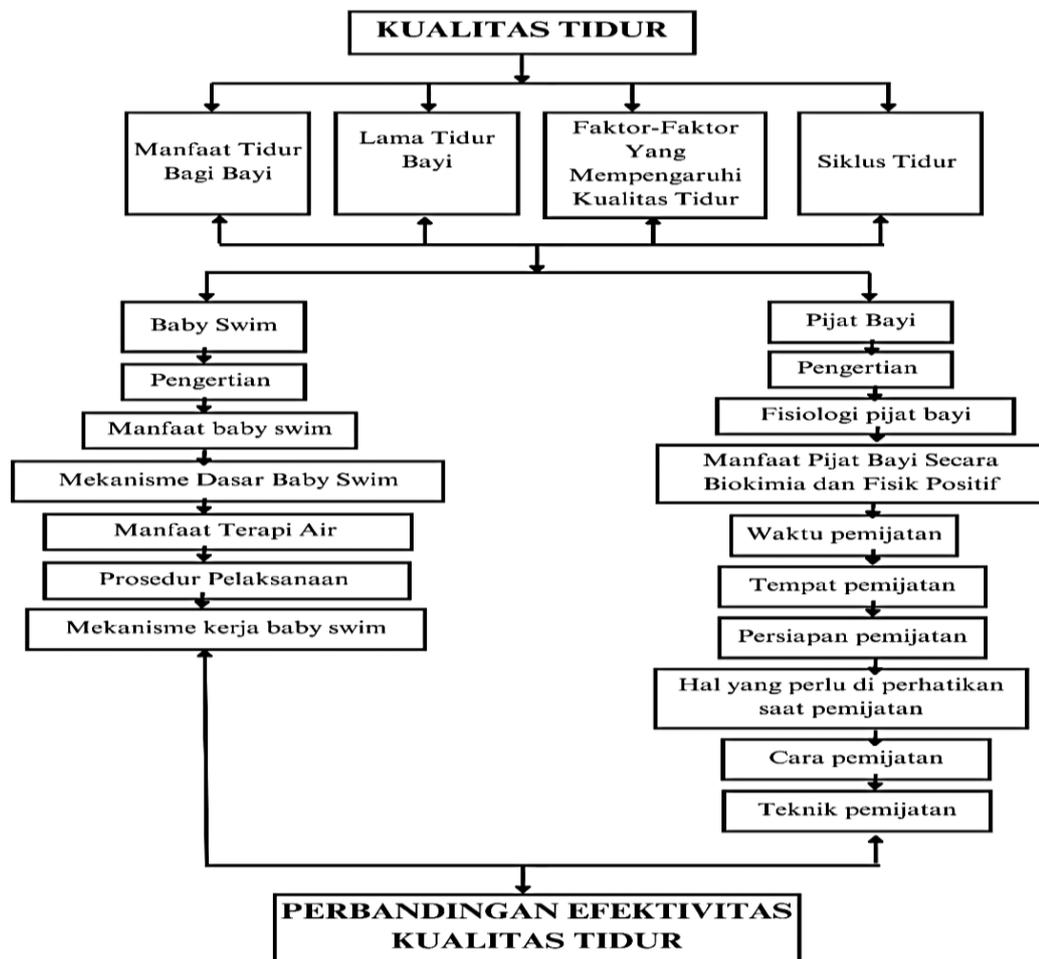 KUALITAS TIDUR
Manfaat Tidur
Bagi Bayi
Lama Tidur
Bayi
Faktor-Faktor
Yang
Mempengaruhi
Kualitas Tidur
Siklus Tidur
Baby Swim
Pengertian
Manfaat baby swim
Mekanisme Dasar Baby Swim
Manfaat Terapi Air
Prosedur Pelaksanaan
Mekanisme kerja baby swim
Pijat Bayi
Pengertian
Fisiologi pijat bayi
Manfaat Pijat Bayi Secara
Biokimia dan Fisik Positif
Waktu pemijatan
Tempat pemijatan
Persiapan pemijatan
Hal yang perlu di perhatikan
saat pemijatan
Cara pemijatan
Teknik pemijatan
PERBANDINGAN EFEKTIVITAS
KUALITAS TIDUR